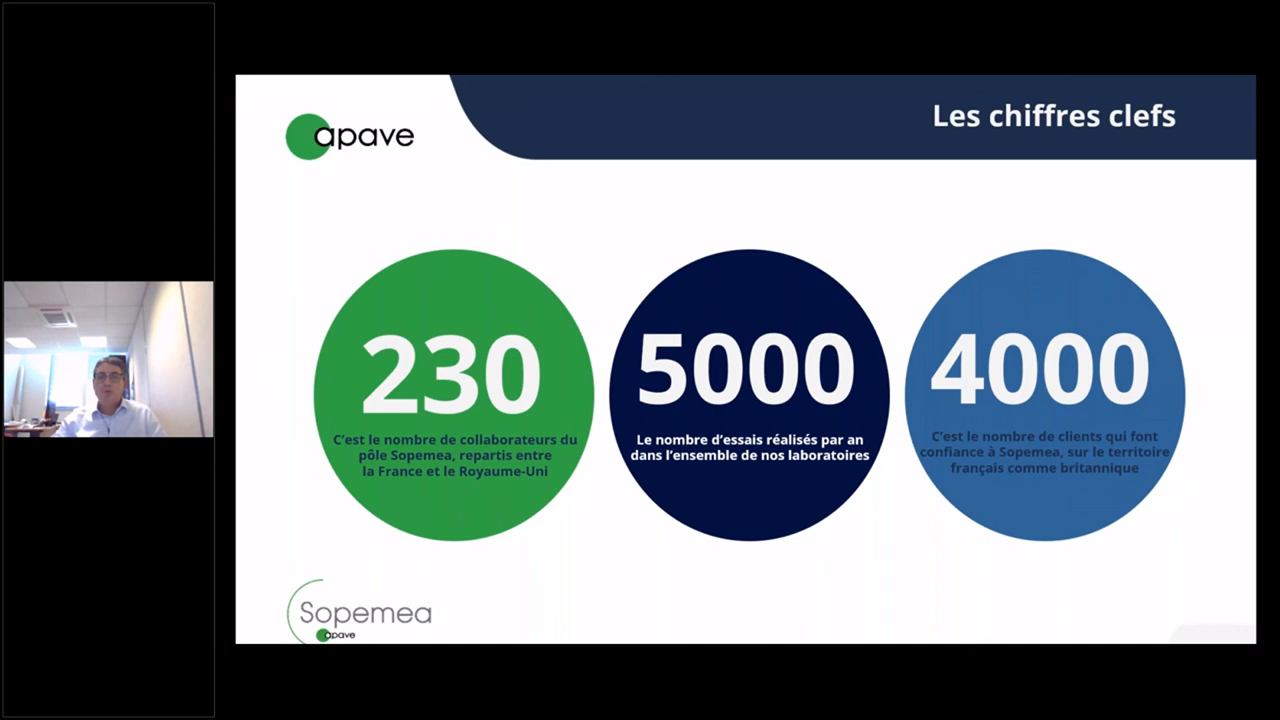 apave
Les chiffres clefs
230
C’est le nombre de collaborateurs du
pôle Sopemea, repartis entre
la France et le Royaume-Uni
5000
Le nombre d’essais réalisés par an
dans l’ensemble de nos laboratoires
4000
C’est le nombre de clients qui font
confiance à Sopemea, sur le territoire
français comme britannique
Sopemea
apave